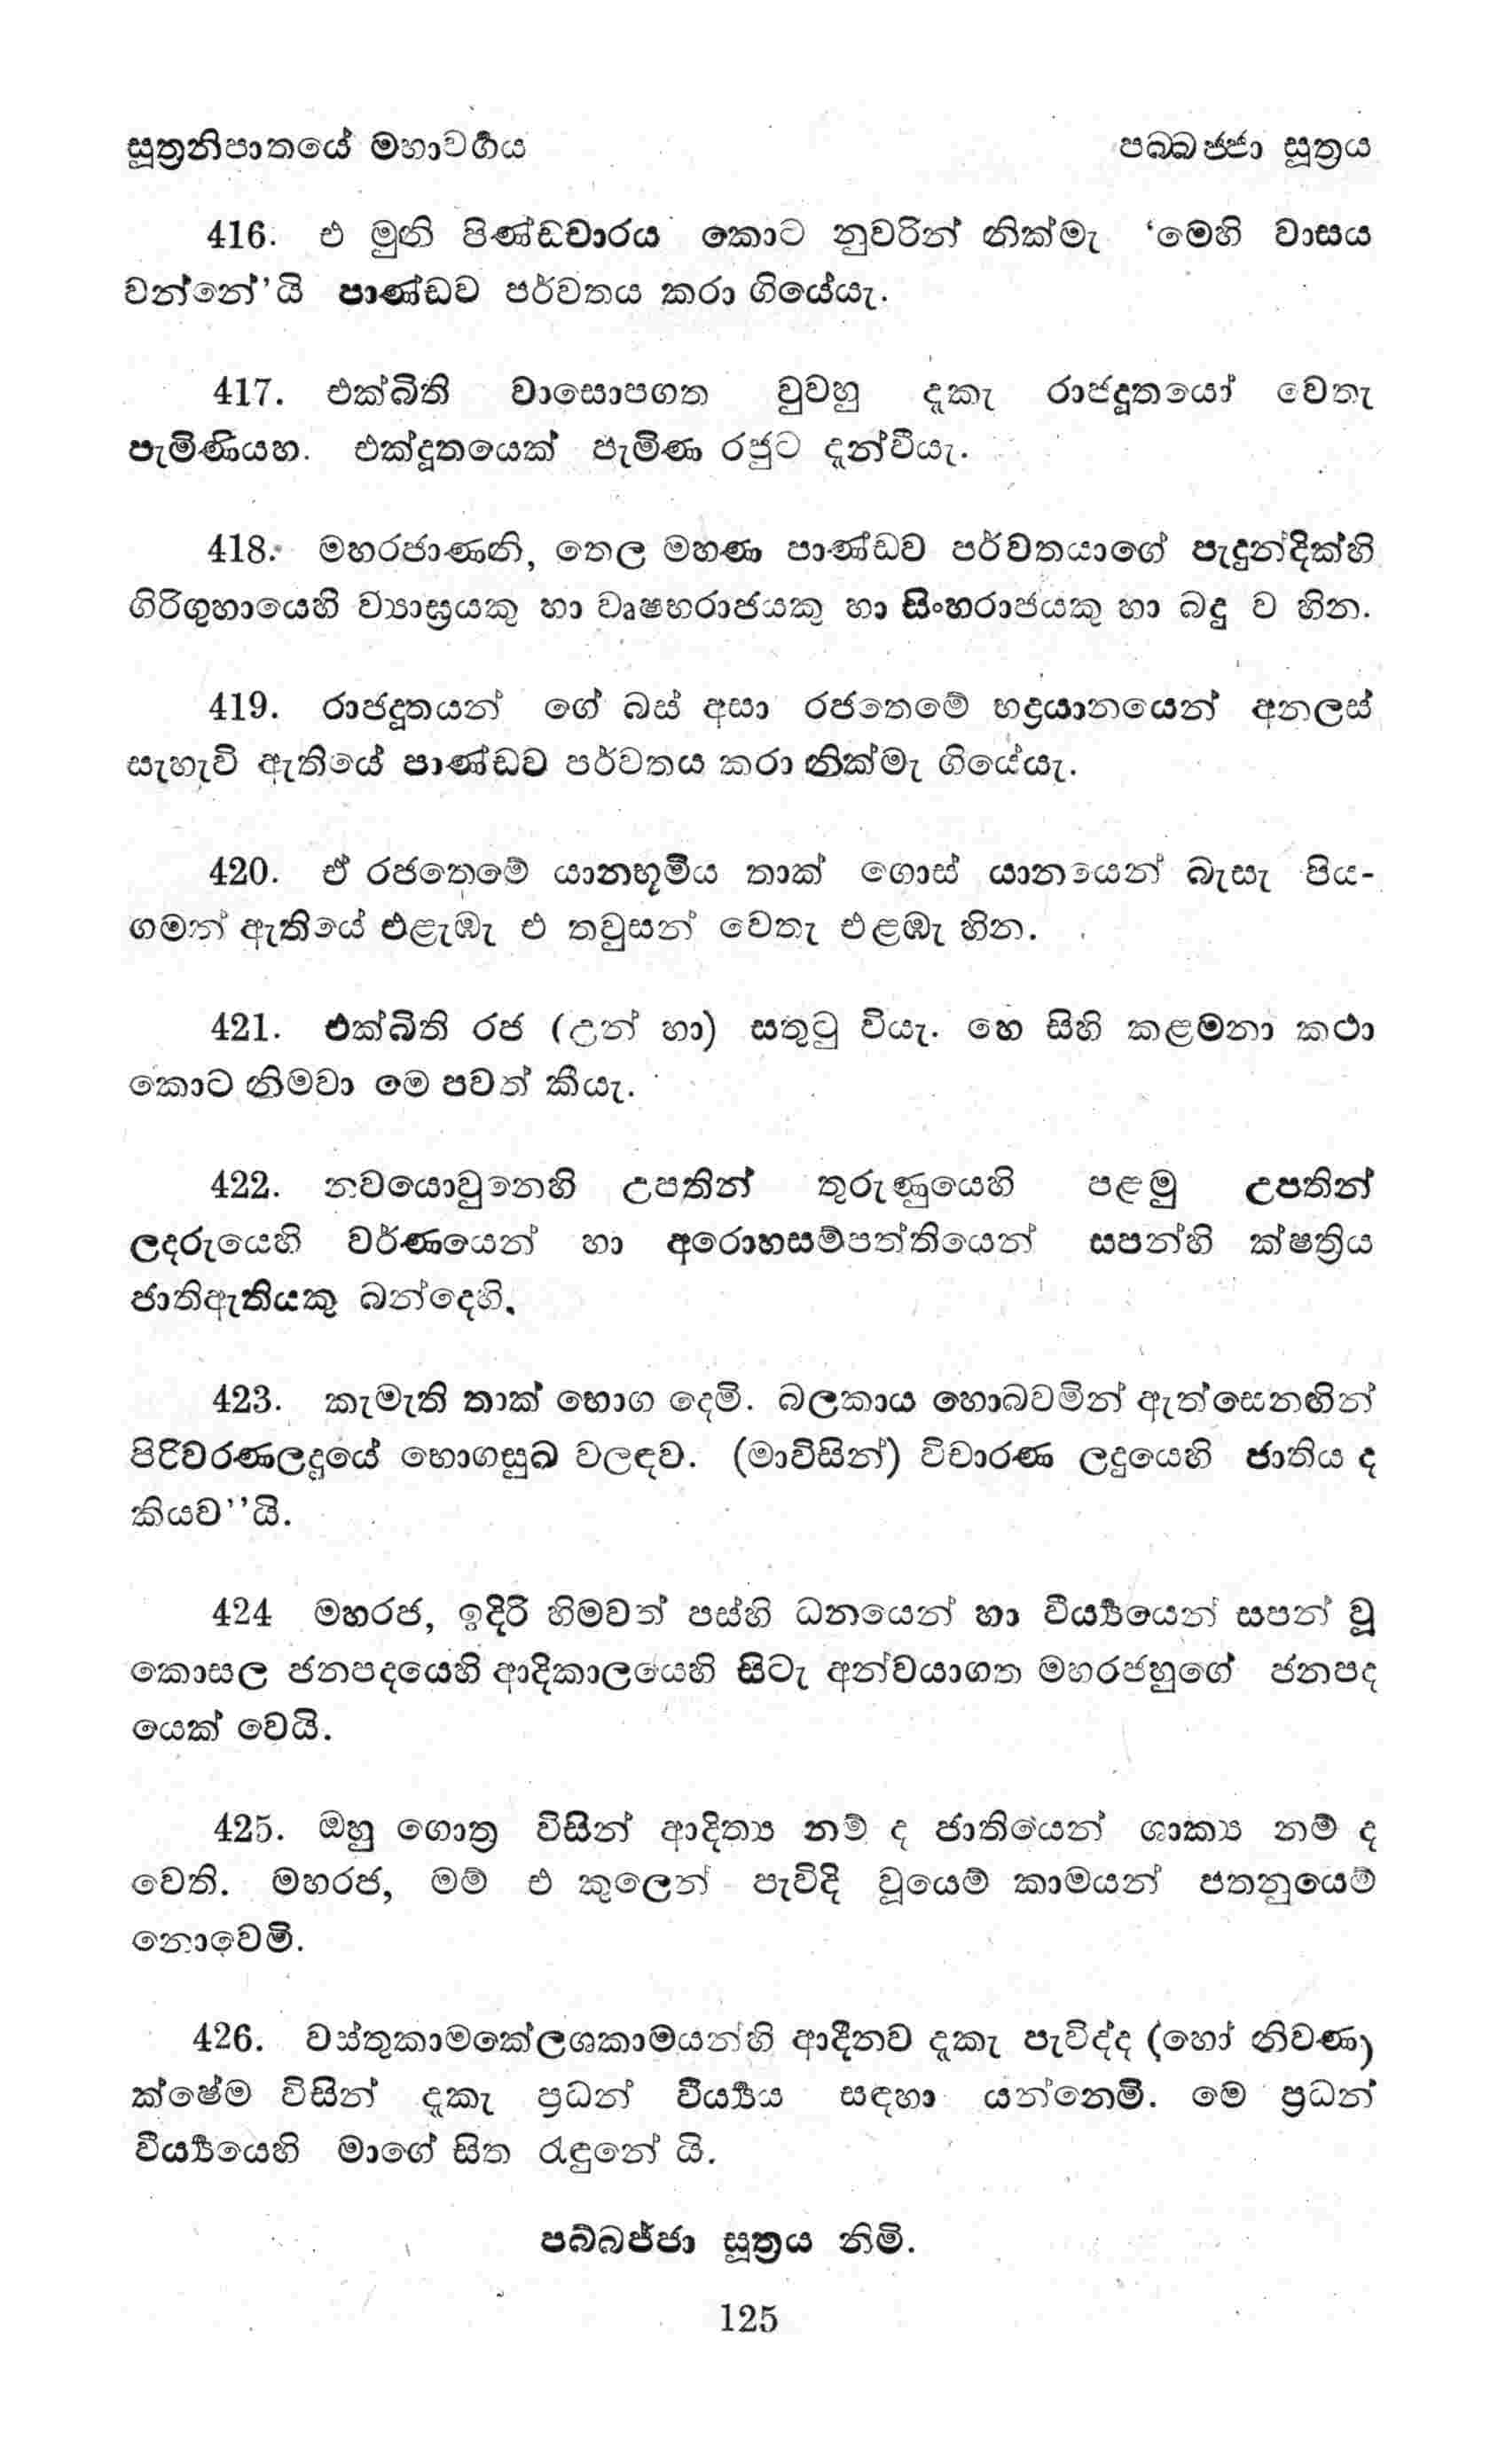 සූත්‍රනිපාතයේ මහාවර්‍ගය
පබ්බජ්ජා සූත්‍රය
416. එ මුනි පිණ්ඩචාරය කොට නුවරින් නික්මැ ‘මෙහි වාසය
වන්නේ’යි පාණ්ඩව පර්වතය කරා ගියේයැ.
417. එක්බිති වාසොපගත වුවහු දැකැ රාජදූතයෝ වෙතැ
පැමිණියහ. එක්දූතයෙක් පැමිණ රජුට දැන්වීයැ.
418. මහරජාණනි, තෙල මහණ පාණ්ඩව පර්වතයාගේ පැදුන්දික්හි
ගිරිගුහායෙහි ව්‍යාඝ්‍රයකු හා වෘෂභරාජයකු හා සිංහරාජයකු හා බදු ව හින.
419. රාජදූතයන් ගේ බස් අසා රජතෙමේ භද්‍රයානයෙන් අනලස්
සැහැවි ඇතියේ පාණ්ඩව පර්වතය කරා නික්මැ ගියේයැ.
420. ඒ රජතෙමේ යානභූමිය තාක් ගොස් යානයෙන් බැසැ පිය-
ගමන් ඇතියේ එළැඹැ එ තවුසන් වෙතැ එළඹැ හින.
421. එක්බිති රජ (උන් හා) සතුටු වියැ. හෙ සිහි කළමනා කථා
කොට නිමවා මෙ පවත් කීයැ.
422. නවයොවුනෙහි උපතින් තුරුණුයෙහි පළමු උපතින්
ලදරුයෙහි වර්ණයෙන් හා අරොහසම්පත්තියෙන් සපන්හි ක්ෂත්‍රිය
ජාතිඇතියකු බන්දෙහි.
423. කැමැති තාක් භොග දෙමි. බලකාය හොබවමින් ඇත්සෙනඟින්
පිරිවරණලදුයේ භොගසුඛ වලඳව. (මාවිසින්) විචාරණ ලදුයෙහි ජාතිය ද
කියව’’යි.
424 මහරජ, ඉදිරි හිමවත් පස්හි ධනයෙන් හා වීර්‍ය්‍යයෙන් සපන් වූ
කොසල ජනපදයෙහි ආදිකාලයෙහි සිටැ අන්වයාගත මහරජහුගේ ජනපද
යෙක් වෙයි.
425. ඔහු ගොත්‍ර විසින් ආදිත්‍ය නම් ද ජාතියෙන් ශාක්‍ය නම් ද
වෙති. මහරජ, මම් එ කුලෙන් පැවිදි වූයෙම් කාමයන් පතනුයෙම්
නොවෙමි.
426. වස්තුකාමකේලශකාමයන්හි ආදීනව දැකැ පැවිද්ද (හෝ නිවණ)
ක්ෂේම විසින් දැකැ ප්‍රධන් වීර්‍ය්‍යය සඳහා යන්නෙමි. මෙ ප්‍රධන්
වීර්‍ය්‍යයෙහි මාගේ සිත රැඳුනේ යි.
පබ්බජ්ජා සූත්‍රය නිමි.
125